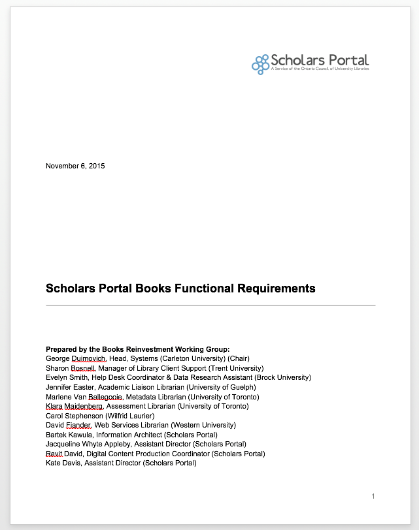 Scholars Portal
A Service of the Ontario Council of University Libraries
November 6, 2015
Scholars Portal Books Functional Requirements
Prepared by the Books Reinvestment Working Group:
George Duimovich, Head, Systems (Carleton University) (Chair)
Sharon Bosnell, Manager of Library Client Support (Trent University)
Evelyn Smith, Help Desk Coordinator & Data Research Assistant (Brock University)
Jennifer Easter, Academic Liaison Librarian (University of Guelph)
Marlene Van Ballegooie, Metadata Librarian (University of Toronto)
Klara Maidenberg, Assessment Librarian (University of Toronto)
Carol Stephenson (Wilfrid Laurier)
David Fiander, Web Services Librarian (Western University)
Bartek Kawula, Information Architect (Scholars Portal)
Jacqueline Whyte Appleby, Assistant Director (Scholars Portal)
Ravit David, Digital Content Production Coordinator (Scholars Portal)
Kate Davis, Assistant Director (Scholars Portal)
1